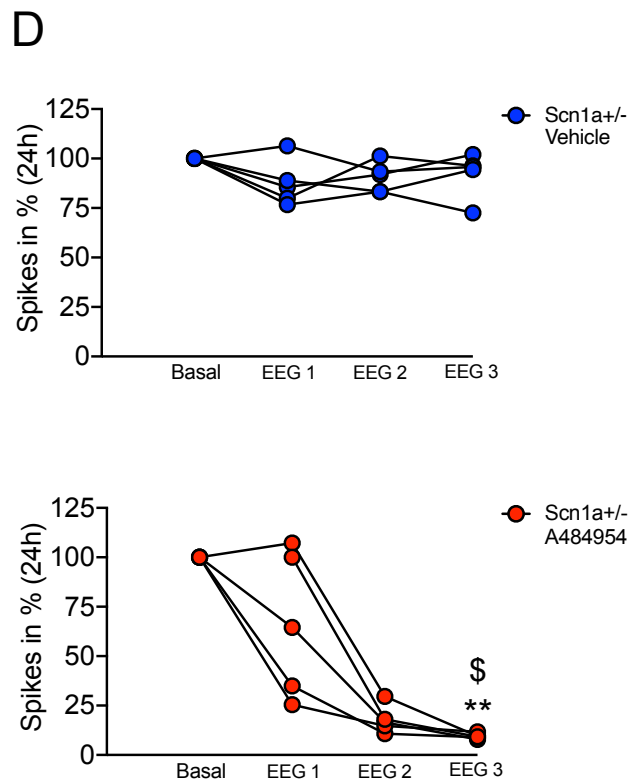 D
Spikes in % (24h)
125
100
75
50
25
0
Basal EEG 1 EEG 2 EEG 3
Scn1a+/-
Vehicle
Spikes in % (24h)
125
100
75
50
25
0
Basal EEG 1 EEG 2 EEG 3
$
**
Scn1a+/-
A484954